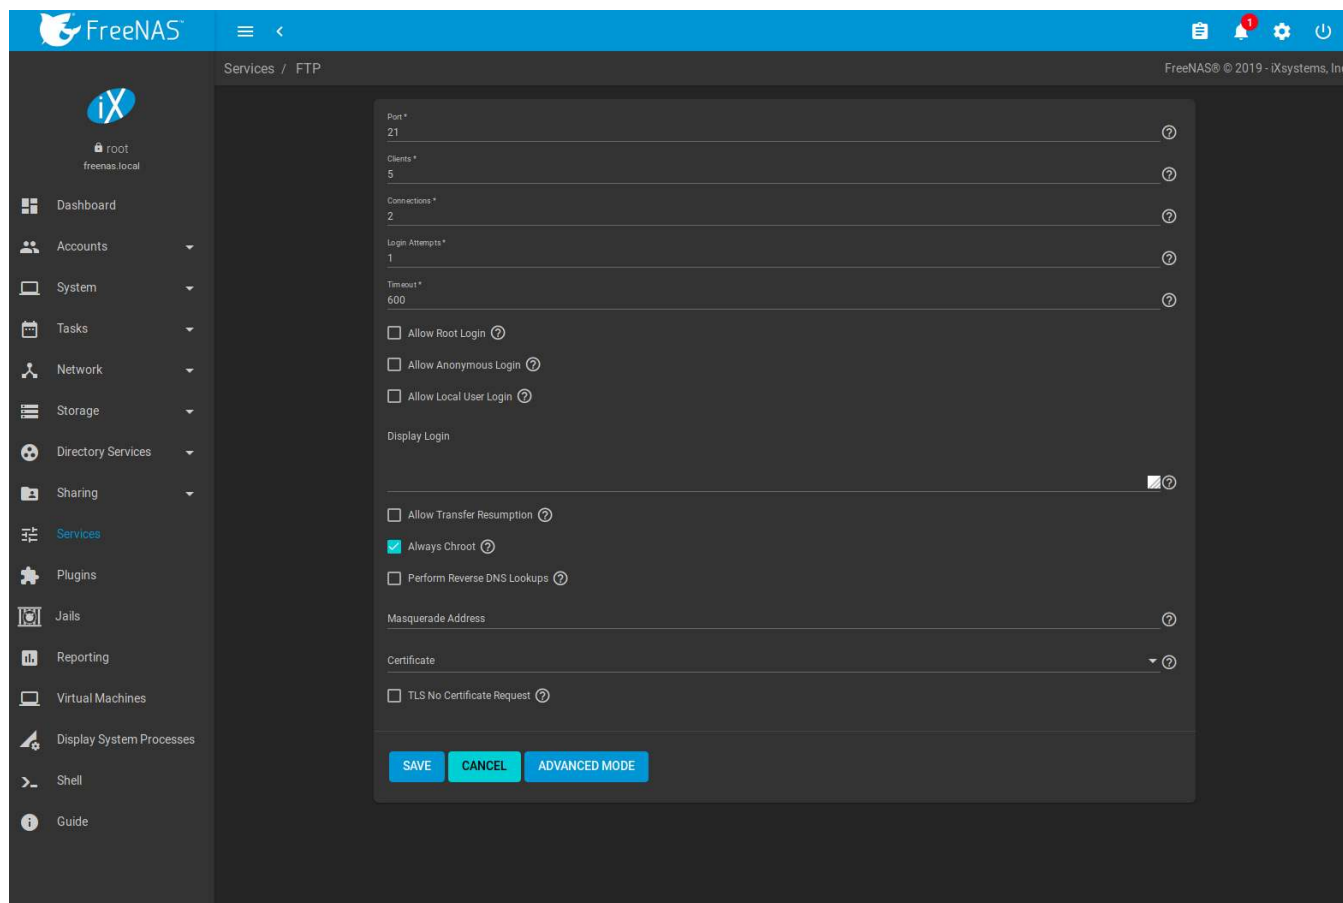 FreeNAS™
1
Services / FTP
FreeNAS® © 2019 - iXsystems, Inc
iX
root
freenas.local
Dashboard
Accounts
System
Tasks
Network
Storage
Directory Services
Sharing
Services
Plugins
Jails
Reporting
Virtual Machines
Display System Processes
Shell
Guide
Port *
21
Clients *
5
Connections *
2
Login Attempts *
1
Timeout *
600
Allow Root Login
Allow Anonymous Login
Allow Local User Login
Display Login
Allow Transfer Resumption
Always Chroot
Perform Reverse DNS Lookups
Masquerade Address
Certificate
TLS No Certificate Request
SAVE CANCEL ADVANCED MODE